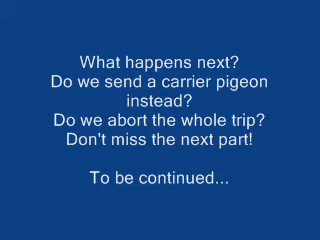 What happens next?
Do we send a carrier pigeon
instead?
Do we abort the whole trip?
Don't miss the next part!
To be continued...